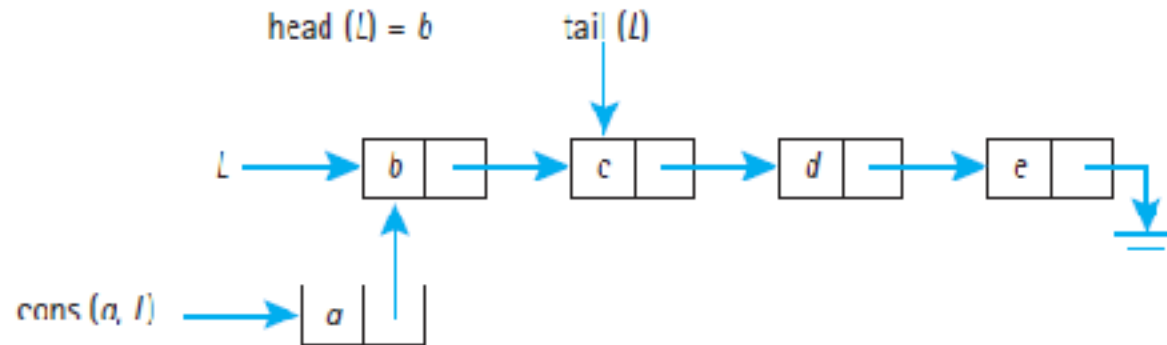 head (L) = b tail (L)
L b c d e
cons (a, L) a